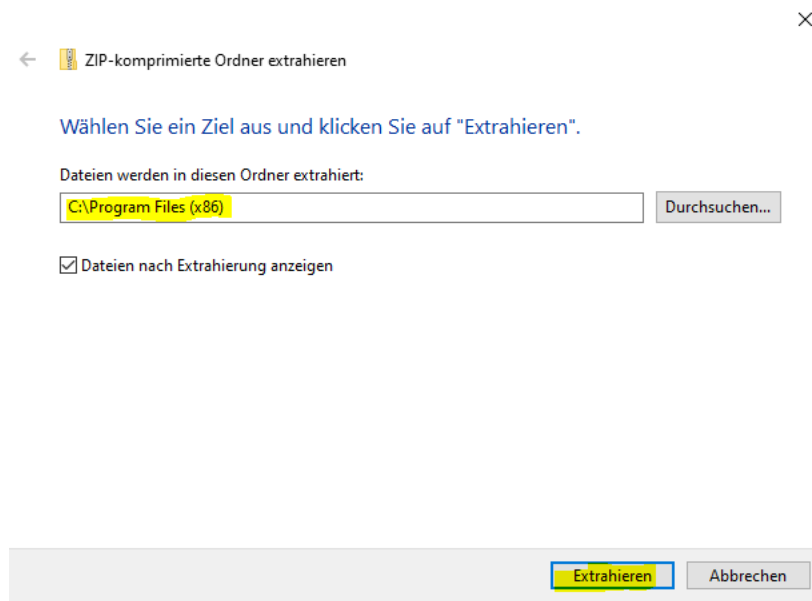 ZIP-komprimierte Ordner extrahieren
Wählen Sie ein Ziel aus und klicken Sie auf "Extrahieren".
Dateien werden in diesen Ordner extrahiert:
C:\Program Files (x86)
Durchsuchen...
Dateien nach Extrahierung anzeigen
Extrahieren
Abbrechen